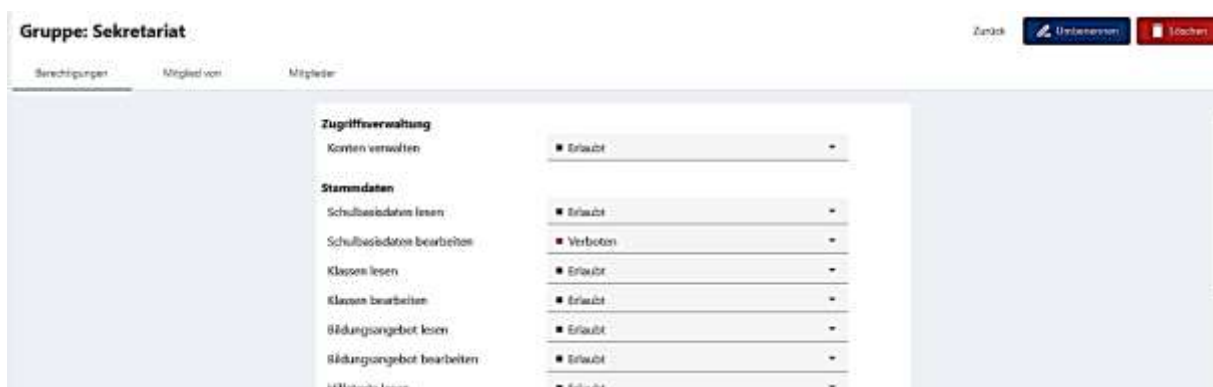 Gruppe: Sekretariat
Zurück Umbenennen Löschen
Berechtigungen Mitglied von Mitglieder
Zugriffsverwaltung
Konten verwalten Erlaubt
Stammdaten
Schulbasisdaten lesen Erlaubt
Schulbasisdaten bearbeiten Verboten
Klassen lesen Erlaubt
Klassen bearbeiten Erlaubt
Bildungsangebot lesen Erlaubt
Bildungsangebot bearbeiten Erlaubt